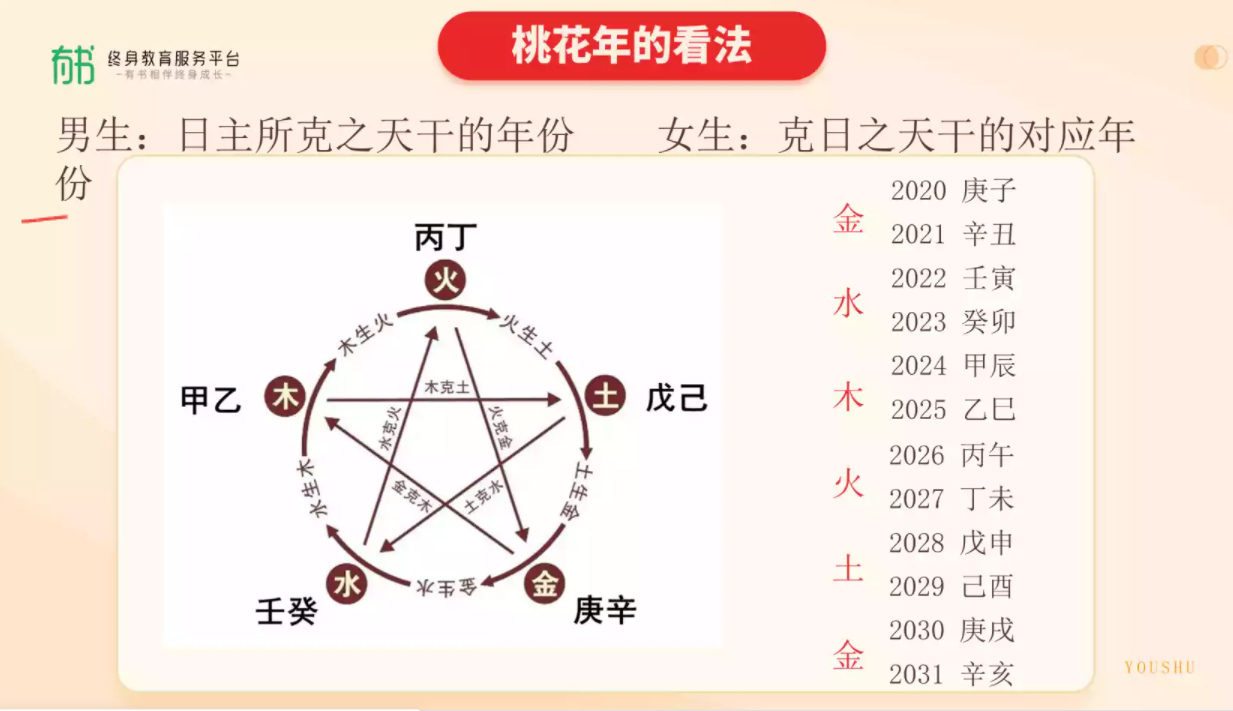 桃花年的看法
有书 终身教育服务平台
-有书相伴终身成长-
男生：日主所克之天干的年份 女生：克日之天干的对应年
份
丙丁
火
木生火
火生土
甲乙
木
木克土
土
戊己
水克火
火克金
水生木
金克木
土克水
土生金
水
金生水
金
壬癸
庚辛
金
2020 庚子
2021 辛丑
水
2022 壬寅
2023 癸卯
木
2024 甲辰
2025 乙巳
火
2026 丙午
2027 丁未
土
2028 戊申
2029 己酉
金
2030 庚戌
2031 辛亥
YOUSHU